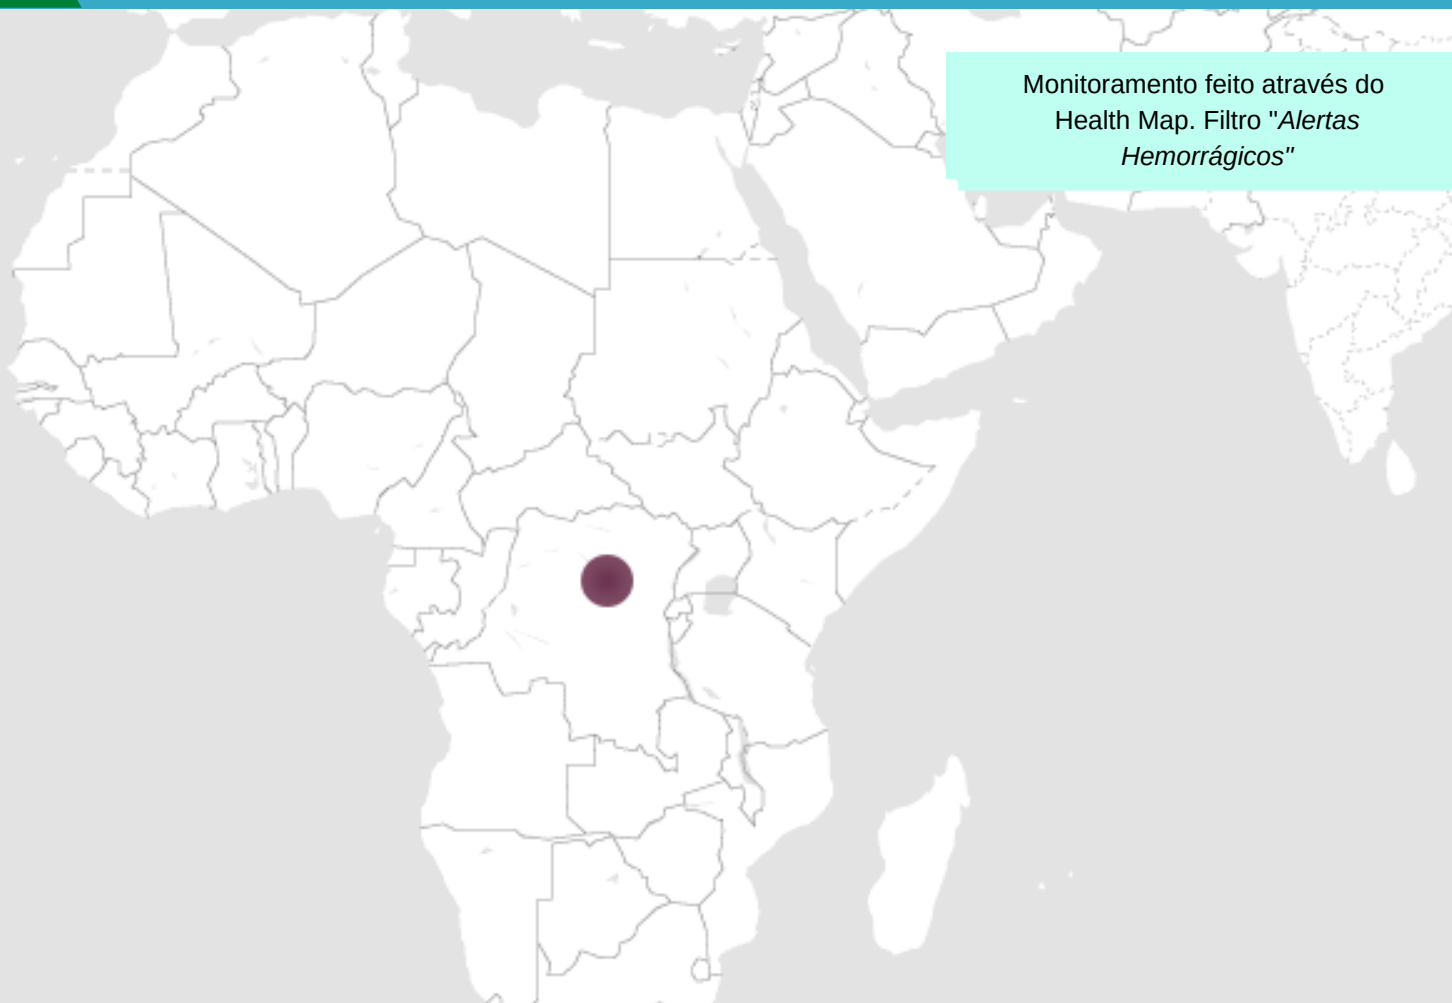 Monitoramento feito através do
Health Map. Filtro "Alertas
Hemorrágicos"